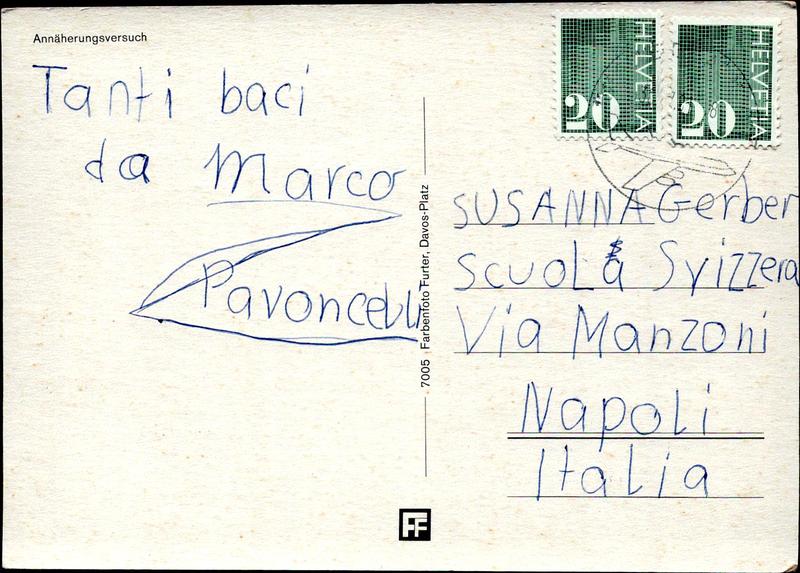 Annäherungsversuch
Tanti baci
da Marco
Pavoncelli
7005 Farbenfoto Furter, Davos-Platz
FF
HELVETIA
20
HELVETIA
20
SUSANNA Gerber
Scuola Svizzera
Via Manzoni
Napoli
Italia